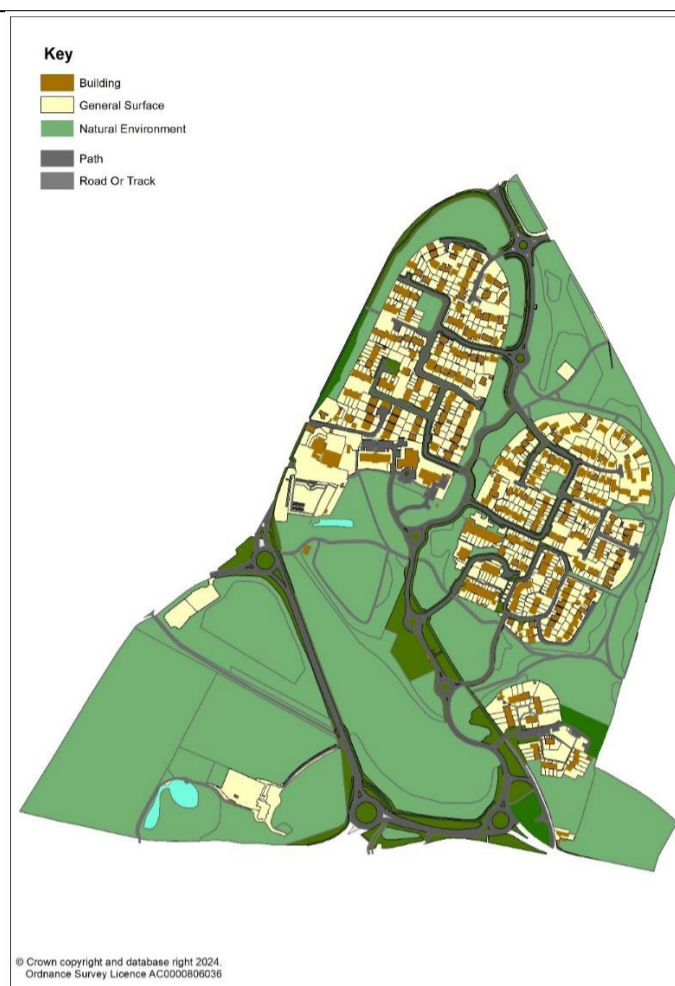 Key
Building
General Surface
Natural Environment
Path
Road Or Track
© Crown copyright and database right 2024.
Ordnance Survey Licence AC0000806036